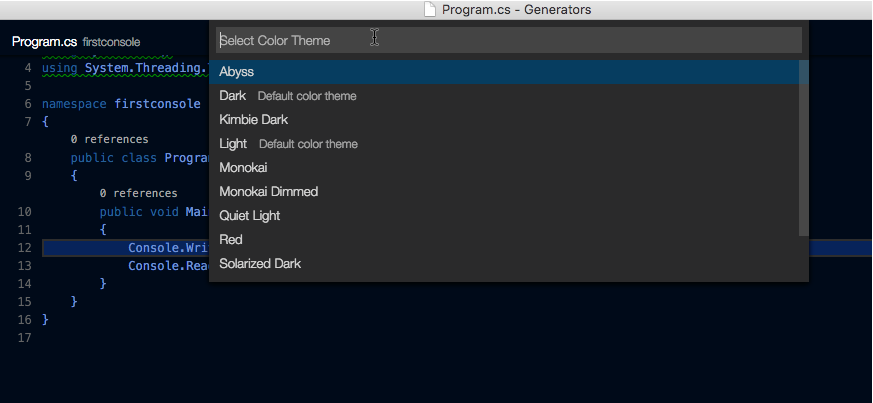 Program.cs - Generators
Program.cs firstconsole
Select Color Theme
Abyss
Dark Default color theme
Kimbie Dark
Light Default color theme
Monokai
Monokai Dimmed
Quiet Light
Red
Solarized Dark
4 using System.Threading.
5
6 namespace firstconsole
7 {
0 references
8 public class Progra
9 {
0 references
10 public void Mai
11 {
12 Console.Wri
13 Console.Rea
14 }
15 }
16 }
17